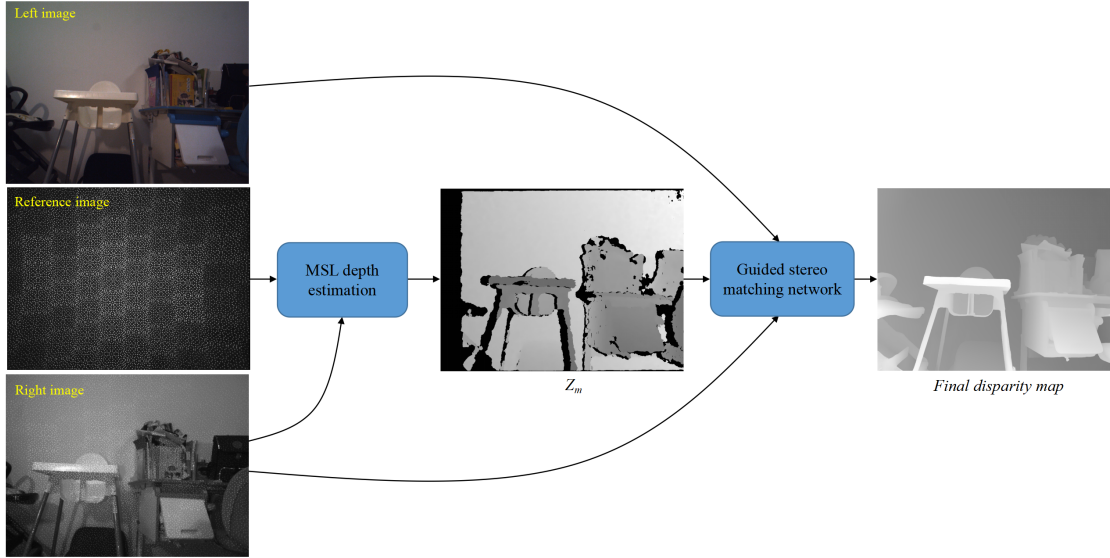 Left image
Reference image
MSL depth
estimation
Guided stereo
matching network
Right image
Z_m
Final disparity map